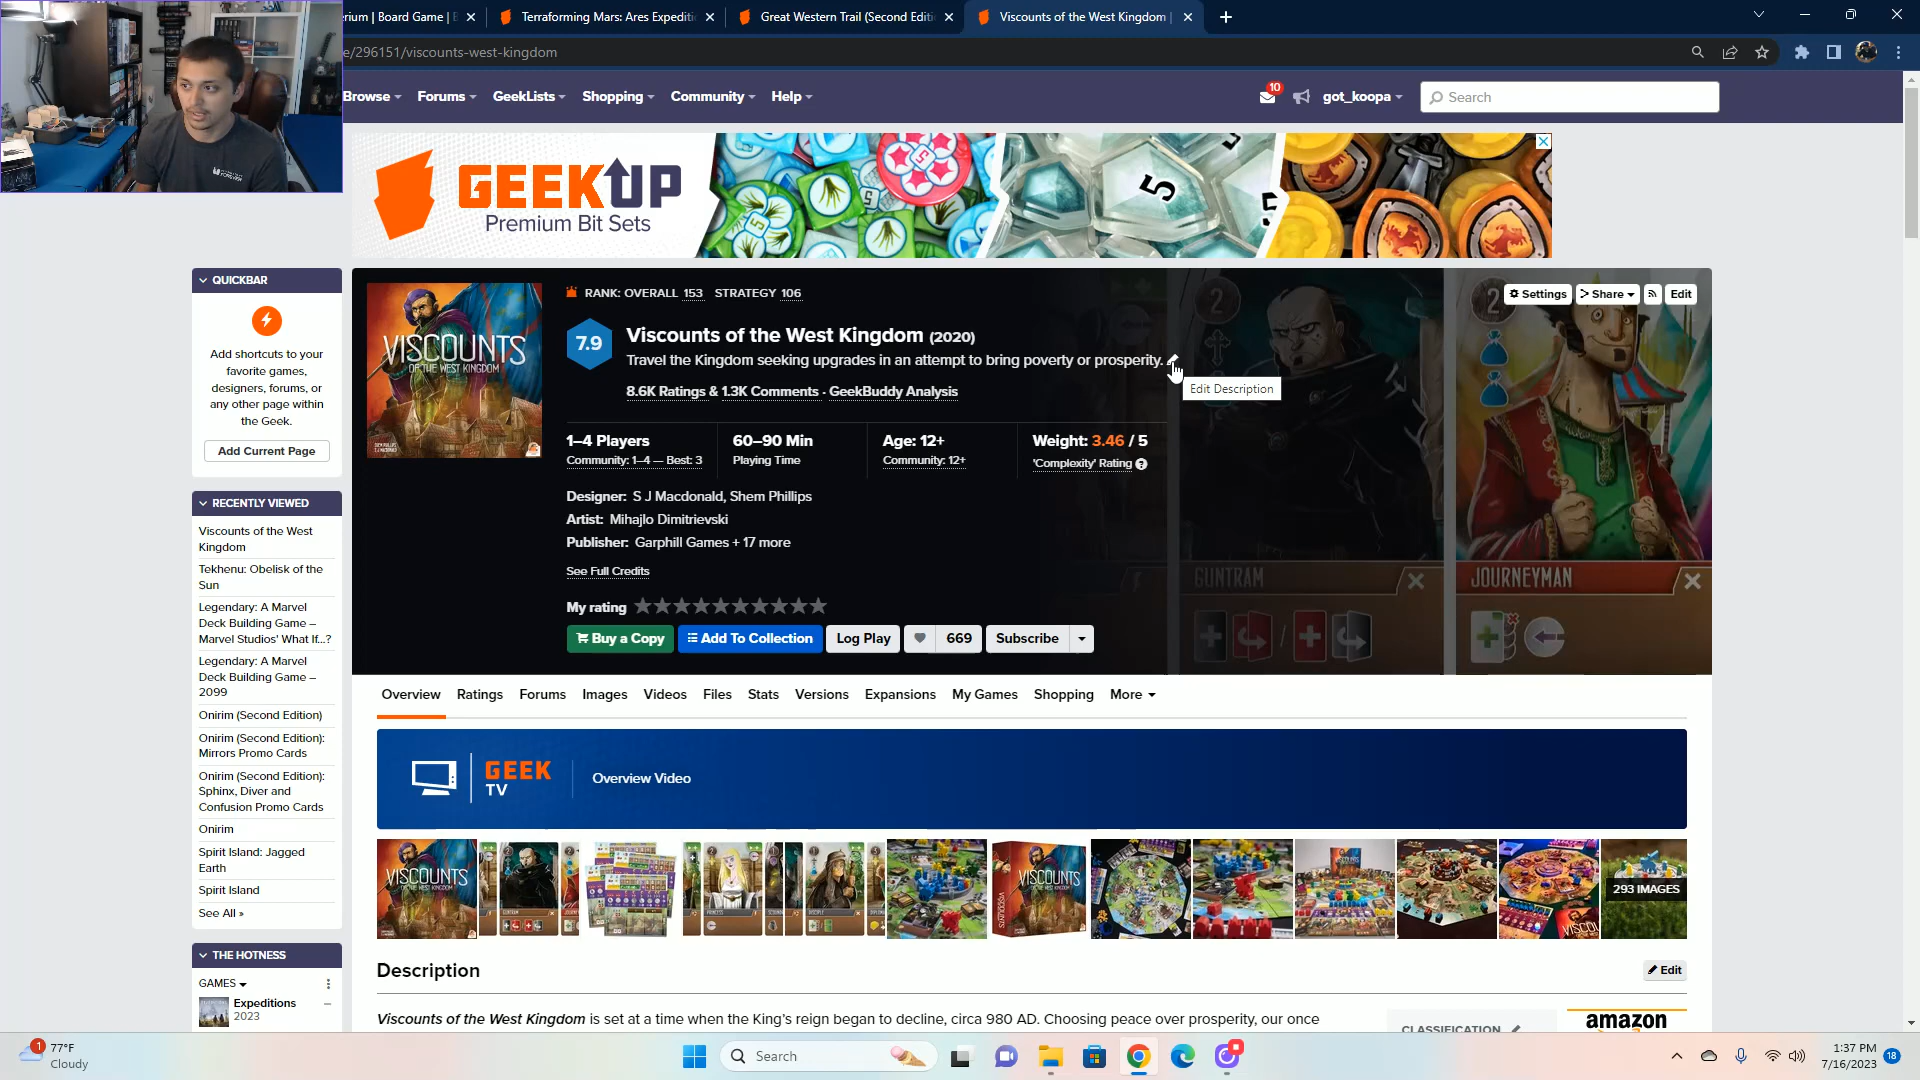 erium | Board Game | B
Terraforming Mars: Ares Expediti
Great Western Trail (Second Editi
Viscounts of the West Kingdom |
e/296151/viscounts-west-kingdom
Browse
Forums
GeekLists
Shopping
Community
Help
10
got_koopa
Search
GEEKUP
Premium Bit Sets
5
QUICKBAR
Add shortcuts to your
favorite games,
designers, forums, or
any other page within
the Geek.
Add Current Page
RECENTLY VIEWED
Viscounts of the West
Kingdom
Tekhenu: Obelisk of the
Sun
Legendary: A Marvel
Deck Building Game –
Marvel Studios' What If...?
Legendary: A Marvel
Deck Building Game –
2099
Onirim (Second Edition)
Onirim (Second Edition):
Mirrors Promo Cards
Onirim (Second Edition):
Sphinx, Diver and
Confusion Promo Cards
Onirim
Spirit Island: Jagged
Earth
Spirit Island
See All »
THE HOTNESS
GAMES
Expeditions
2023
VISCOUNTS
OF THE WEST KINGDOM
RANK: OVERALL 153 STRATEGY 106
Settings
Share
Edit
7.9
Viscounts of the West Kingdom (2020)
Travel the Kingdom seeking upgrades in an attempt to bring poverty or prosperity.
Edit Description
8.6K Ratings & 1.3K Comments · GeekBuddy Analysis
1–4 Players
Community: 1–4 — Best: 3
60–90 Min
Playing Time
Age: 12+
Community: 12+
Weight: 3.46 / 5
'Complexity' Rating
Designer: S J Macdonald, Shem Phillips
Artist: Mihajlo Dimitrievski
Publisher: Garphill Games + 17 more
See Full Credits
My rating
Buy a Copy
Add To Collection
Log Play
669
Subscribe
2
GUNTRAM
2
JOURNEYMAN
Overview
Ratings
Forums
Images
Videos
Files
Stats
Versions
Expansions
My Games
Shopping
More
GEEK
TV
Overview Video
VISCOUNTS
VISCOUNTS
293 IMAGES
Description
Edit
Viscounts of the West Kingdom is set at a time when the King's reign began to decline, circa 980 AD. Choosing peace over prosperity, our once
CLASSIFICATION
amazon
1
77°F
Cloudy
Search
1:37 PM
7/16/2023
18